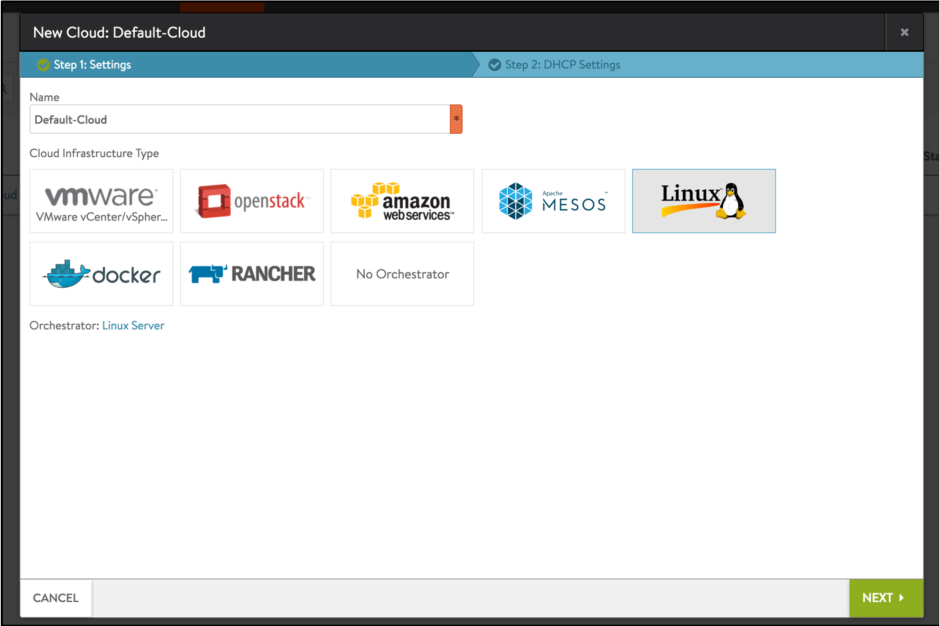 New Cloud: Default-Cloud
Step 1: Settings
Step 2: DHCP Settings
Name
Default-Cloud
*
Cloud Infrastructure Type
vmware
VMware vCenter/vSpher...
openstack
amazon
web services
Apache
MESOS
Linux
docker
RANCHER
No Orchestrator
Orchestrator: Linux Server
CANCEL
NEXT